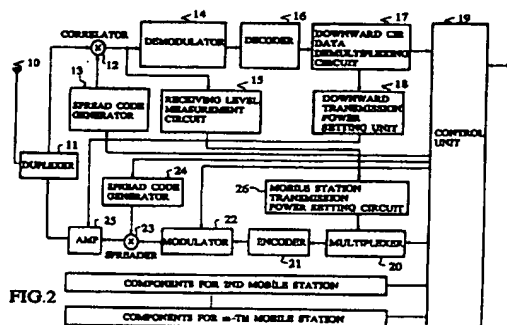 14
16
17
19
CORRELATOR
DEMODULATOR
DECODER
DOWNWARD CIR
DATA
DEMULTIPLEXING
CIRCUIT
10
12
13
15
18
SPREAD CODE
GENERATOR
RECEIVING LEVEL
MEASUREMENT
CIRCUIT
DOWNWARD
TRANSMISSION
POWER
SETTING UNIT
CONTROL
UNIT
11
DUPLEXER
24
SPREAD CODE
GENERATOR
26
MOBILE STATION
TRANSMISSION
POWER SETTING CIRCUIT
25
23
22
AMP
MODULATOR
ENCODER
MULTIPLEXER
SPREADER
21
20
COMPONENTS FOR 2ND MOBILE STATION
FIG.2
COMPONENTS FOR m-TH MOBILE STATION